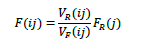 F(ij) = V_R(ij) / V_F(ij) F_R(j)